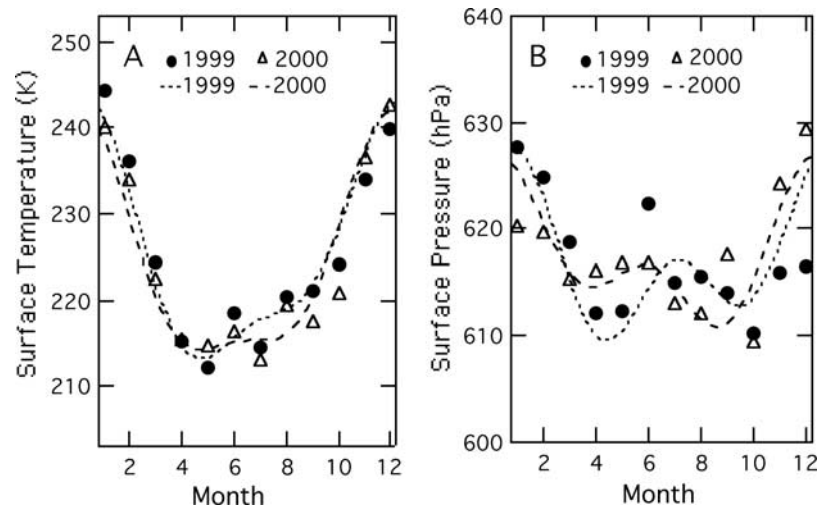 A
1999 2000
1999 2000
Surface Temperature (K)
250
240
230
220
210
2 4 6 8 10 12
Month
B
1999 2000
1999 2000
Surface Pressure (hPa)
640
630
620
610
600
2 4 6 8 10 12
Month